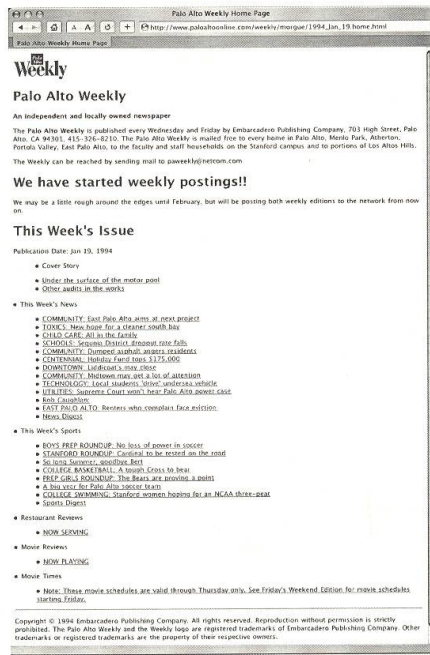 Palo Alto Weekly Home Page
A A + http://www.paloaltoonline.com/weekly/morgue/1994_Jan_19.home.html
Palo Alto Weekly Home Page
Palo Alto
Weekly
Palo Alto Weekly
An independent and locally owned newspaper
The Palo Alto Weekly is published every Wednesday and Friday by Embarcadero Publishing Company, 703 High Street, Palo
Alto, CA 94301, 415-326-8210. The Palo Alto Weekly is mailed free to every home in Palo Alto, Menlo Park, Atherton,
Portola Valley, East Palo Alto, to the faculty and staff households on the Stanford campus and to portions of Los Altos Hills.
The Weekly can be reached by sending mail to paweekly@netcom.com
We have started weekly postings!!
We may be a little rough around the edges until February, but will be posting both weekly editions to the network from now
on.
This Week's Issue
Publication Date: Jan 19, 1994
• Cover Story
• Under the surface of the motor pool
• Other audits in the works
• This Week's News
• COMMUNITY: East Palo Alto aims at next project
• TOXICS: New hope for a cleaner south bay
• CHILD CARE: All in the family
• SCHOOLS: Sequoia District dropout rate falls
• COMMUNITY: Dumped asphalt angers residents
• CENTENNIAL: Holiday Fund tops $175,000
• DOWNTOWN: Liddicoat's may close
• COMMUNITY: Midtown may get a lot of attention
• TECHNOLOGY: Local students 'drive' undersea vehicle
• UTILITIES: Supreme Court won't hear Palo Alto power case
• Rob Caughlan:
• EAST PALO ALTO: Renters who complain face eviction
• News Digest
• This Week's Sports
• BOYS PREP ROUNDUP: No loss of power in soccer
• STANFORD ROUNDUP: Cardinal to be tested on the road
• So long Summer, goodbye Bert
• COLLEGE BASKETBALL: A tough Cross to bear
• PREP GIRLS ROUNDUP: The Bears are proving a point
• A big year for Palo Alto soccer team
• COLLEGE SWIMMING: Stanford women hoping for an NCAA three-peat
• Sports Digest
• Restaurant Reviews
• NOW SERVING
• Movie Reviews
• NOW PLAYING
• Movie Times
• Note: These movie schedules are valid through Thursday only. See Friday's Weekend Edition for movie schedules
starting Friday.
Copyright © 1994 Embarcadero Publishing Company. All rights reserved. Reproduction without permission is strictly
prohibited. The Palo Alto Weekly and the Weekly logo are registered trademarks of Embarcadero Publishing Company. Other
trademarks or registered trademarks are the property of their respective owners.